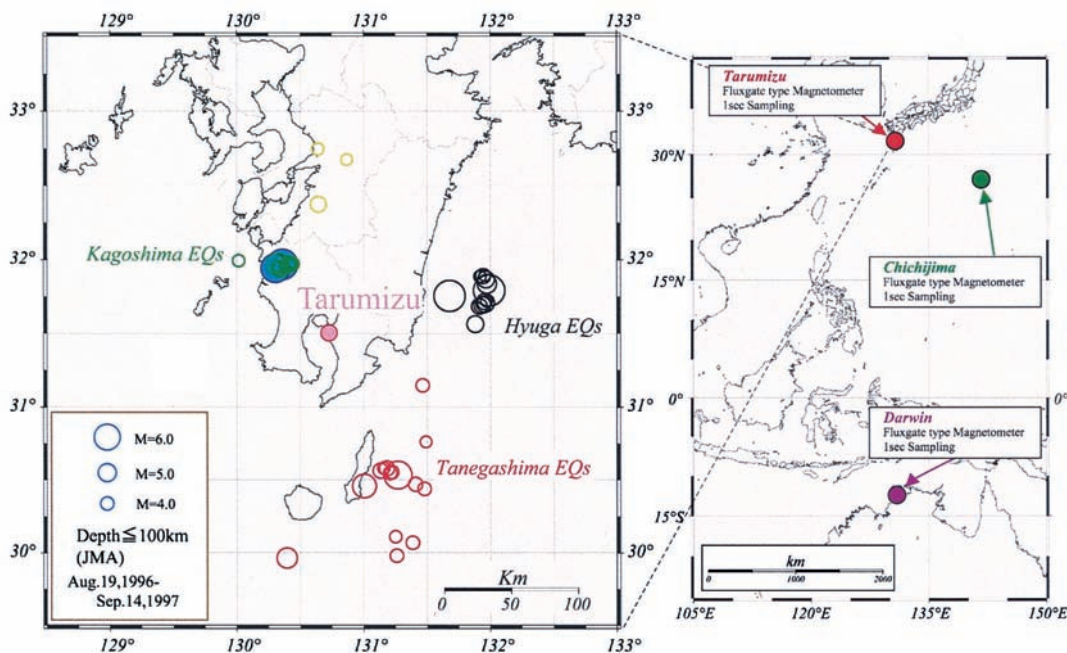 129° 130° 131° 132° 133°
33°
32°
31°
30°
33°
32°
31°
30°
Kagoshima EQs
Tarumizu
Hyuga EQs
Tanegashima EQs
M=6.0
M=5.0
M=4.0
Depth≦100km
(JMA)
Aug.19,1996-
Sep.14,1997
Km
0 50 100
129° 130° 131° 132° 133°
Tarumizu
Fluxgate type Magnetometer
1sec Sampling
30°N
Chichijima
Fluxgate type Magnetometer
1sec Sampling
15°N
0° 0°
Darwin
Fluxgate type Magnetometer
1sec Sampling
15°S
km
0 1000 2000
105°E 120°E 135°E 150°E